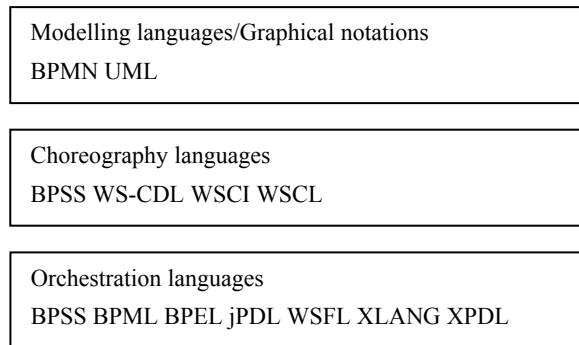 Modelling languages/Graphical notations
BPMN UML
Choreography languages
BPSS WS-CDL WSCI WSCL
Orchestration languages
BPSS BPML BPEL jPDL WSFL XLANG XPDL